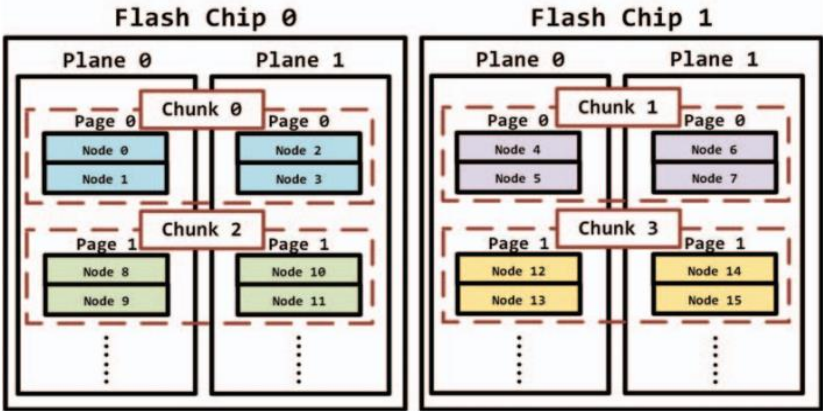 Flash Chip 0
Plane 0 Plane 1
Chunk 0
Page 0 Page 0
Node 0 Node 2
Node 1 Node 3
Chunk 2
Page 1 Page 1
Node 8 Node 10
Node 9 Node 11
Flash Chip 1
Plane 0 Plane 1
Chunk 1
Page 0 Page 0
Node 4 Node 6
Node 5 Node 7
Chunk 3
Page 1 Page 1
Node 12 Node 14
Node 13 Node 15